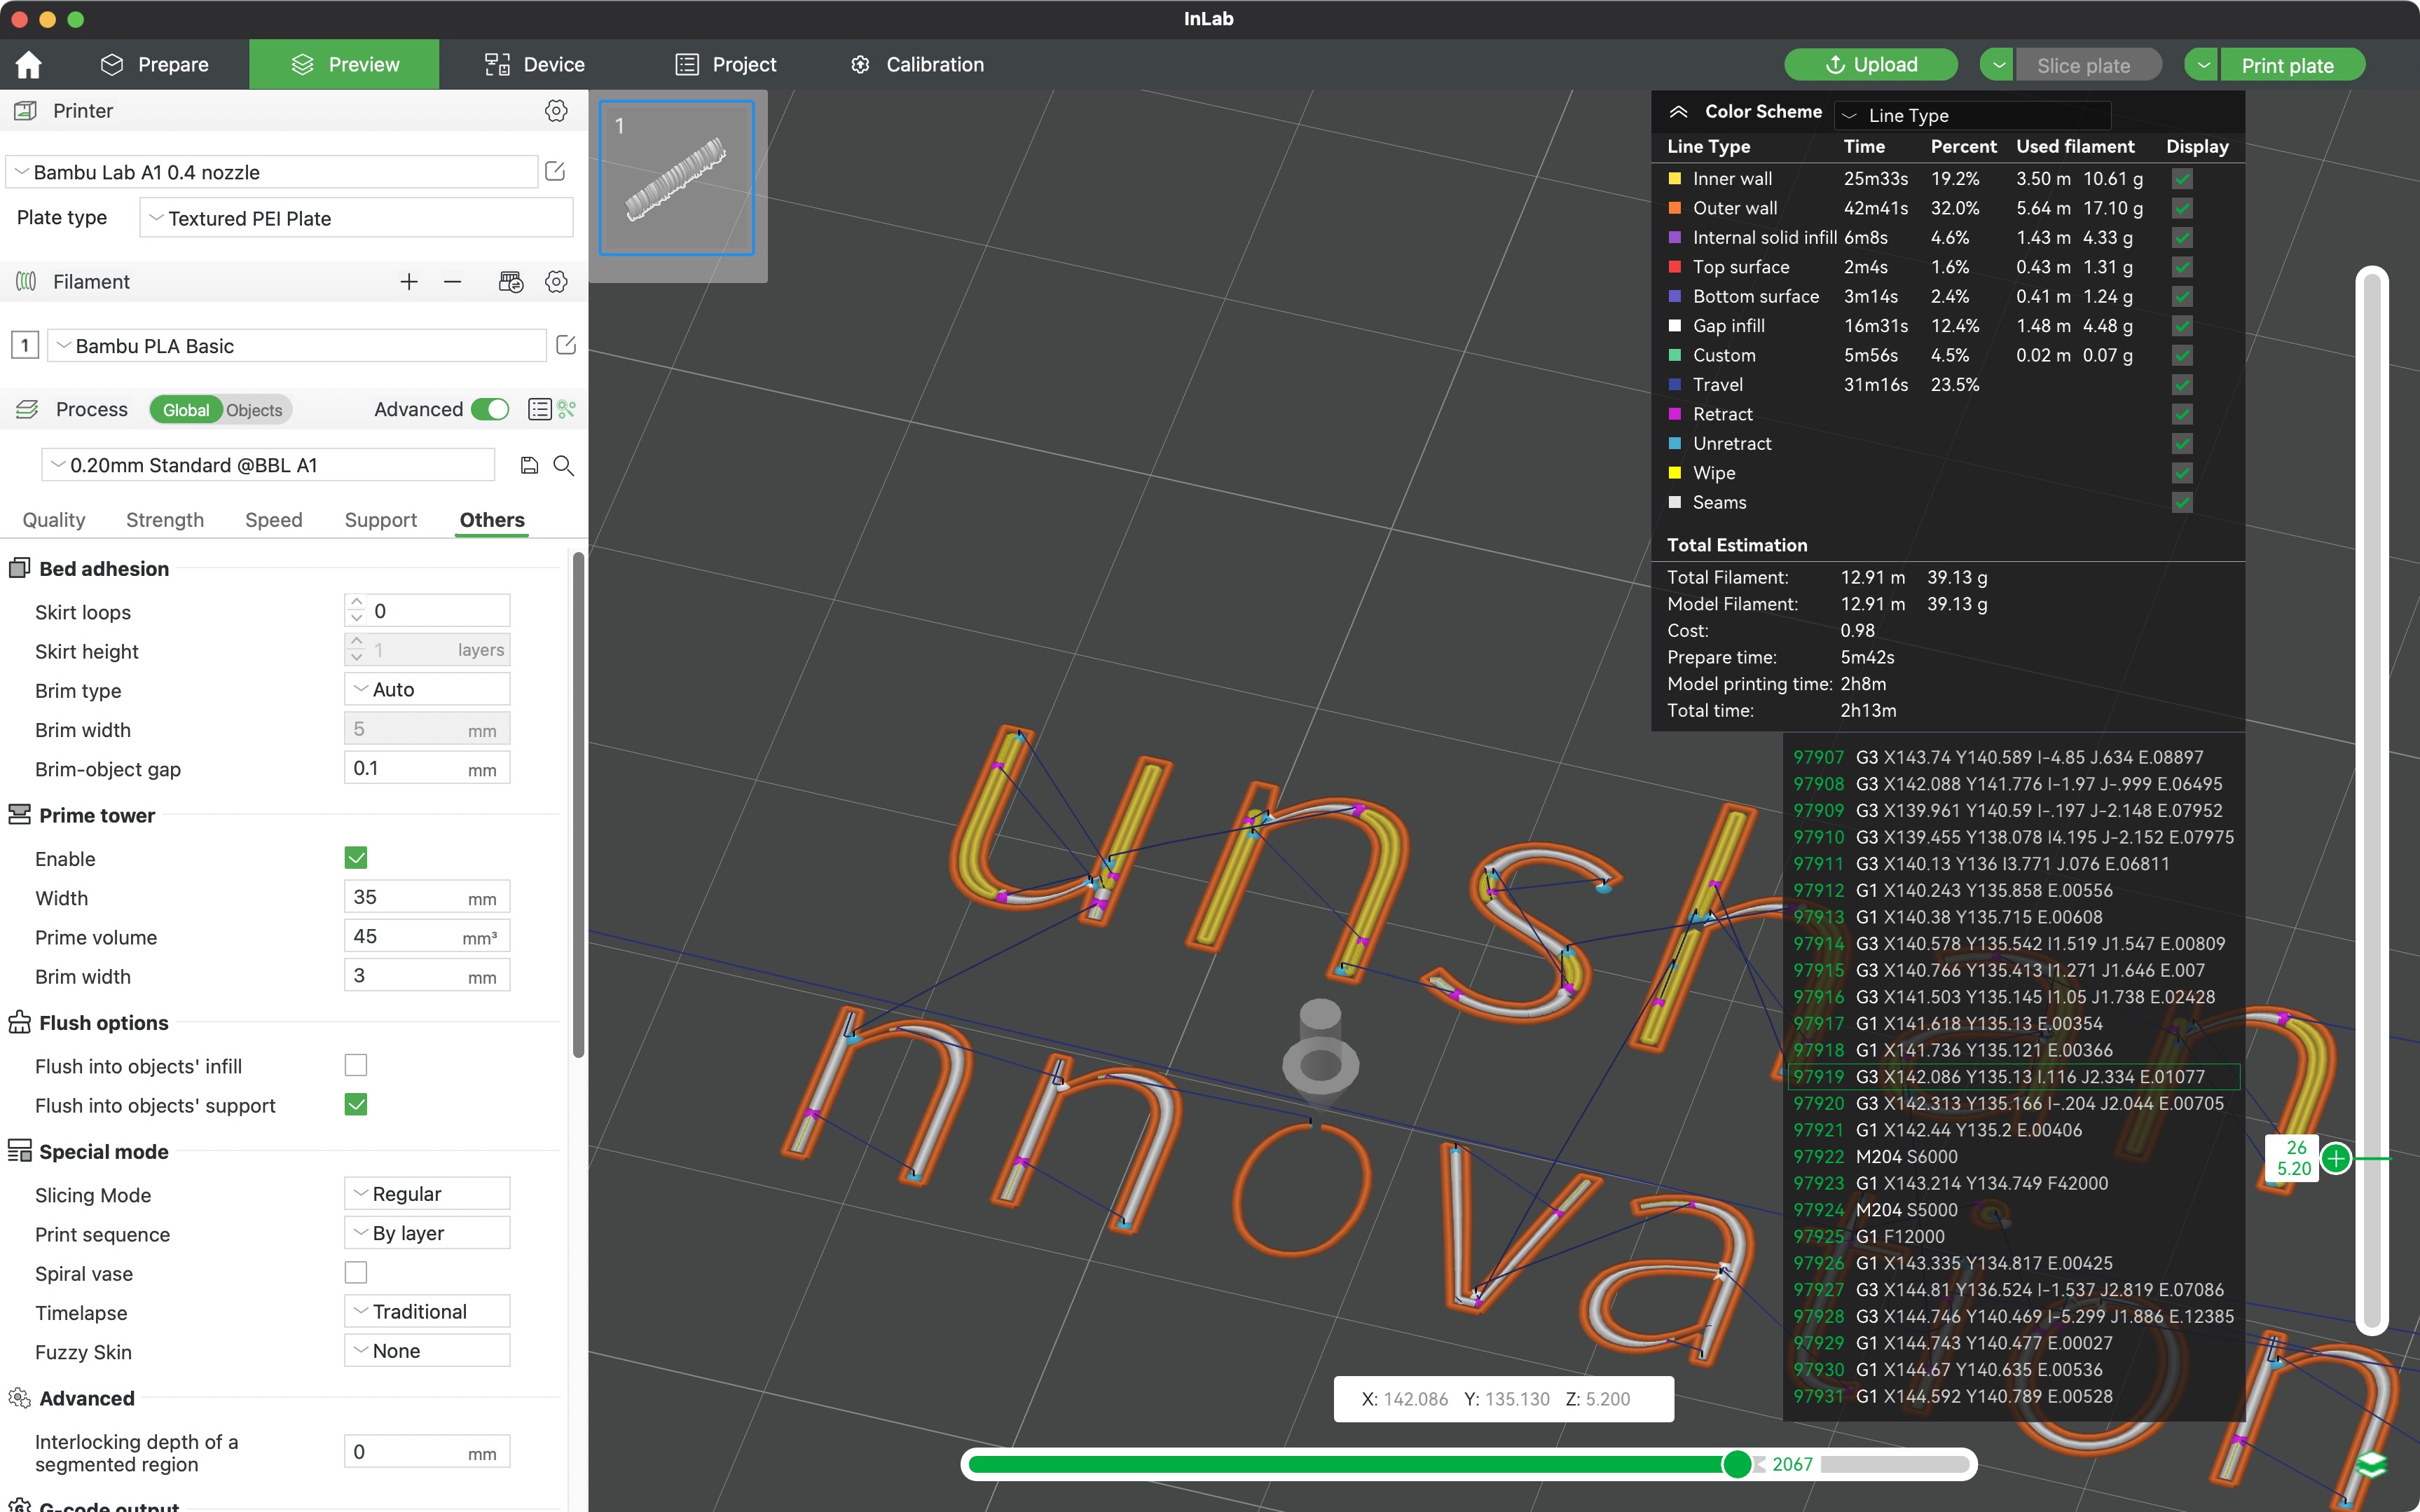 InLab
Prepare
Preview
Device
Project
Calibration
Upload
Slice plate
Print plate
Printer
Bambu Lab A1 0.4 nozzle
Plate type Textured PEI Plate
Filament
1 Bambu PLA Basic
Process Global Objects Advanced
0.20mm Standard @BBL A1
Quality Strength Speed Support Others
Bed adhesion
Skirt loops 0
Skirt height 1 layers
Brim type Auto
Brim width 5 mm
Brim-object gap 0.1 mm
Prime tower
Enable
Width 35 mm
Prime volume 45 mm³
Brim width 3 mm
Flush options
Flush into objects' infill
Flush into objects' support
Special mode
Slicing Mode Regular
Print sequence By layer
Spiral vase
Timelapse Traditional
Fuzzy Skin None
Advanced
Interlocking depth of a
segmented region 0 mm
G-code output
1
Color Scheme Line Type
Line Type Time Percent Used filament Display
Inner wall 25m33s 19.2% 3.50 m 10.61 g
Outer wall 42m41s 32.0% 5.64 m 17.10 g
Internal solid infill 6m8s 4.6% 1.43 m 4.33 g
Top surface 2m4s 1.6% 0.43 m 1.31 g
Bottom surface 3m14s 2.4% 0.41 m 1.24 g
Gap infill 16m31s 12.4% 1.48 m 4.48 g
Custom 5m56s 4.5% 0.02 m 0.07 g
Travel 31m16s 23.5%
Retract
Unretract
Wipe
Seams
Total Estimation
Total Filament: 12.91 m 39.13 g
Model Filament: 12.91 m 39.13 g
Cost: 0.98
Prepare time: 5m42s
Model printing time: 2h8m
Total time: 2h13m
97907 G3 X143.74 Y140.589 I-4.85 J.634 E.08897
97908 G3 X142.088 Y141.776 I-1.97 J-.999 E.06495
97909 G3 X139.961 Y140.59 I-.197 J-2.148 E.07952
97910 G3 X139.455 Y138.078 I4.195 J-2.152 E.07975
97911 G3 X140.13 Y136 I3.771 J.076 E.06811
97912 G1 X140.243 Y135.858 E.00556
97913 G1 X140.38 Y135.715 E.00608
97914 G3 X140.578 Y135.542 I1.519 J1.547 E.00809
97915 G3 X140.766 Y135.413 I1.271 J1.646 E.007
97916 G3 X141.503 Y135.145 I1.05 J1.738 E.02428
97917 G1 X141.618 Y135.13 E.00354
97918 G1 X141.736 Y135.121 E.00366
97919 G3 X142.086 Y135.13 I.116 J2.334 E.01077
97920 G3 X142.313 Y135.166 I-.204 J2.044 E.00705
97921 G1 X142.44 Y135.2 E.00406
97922 M204 S6000
97923 G1 X143.214 Y134.749 F42000
97924 M204 S5000
97925 G1 F12000
97926 G1 X143.335 Y134.817 E.00425
97927 G3 X144.81 Y136.524 I-1.537 J2.819 E.07086
97928 G3 X144.746 Y140.469 I-5.299 J1.886 E.12385
97929 G1 X144.743 Y140.477 E.00027
97930 G1 X144.67 Y140.635 E.00536
97931 G1 X144.592 Y140.789 E.00528
26
5.20
X: 142.086 Y: 135.130 Z: 5.200
2067